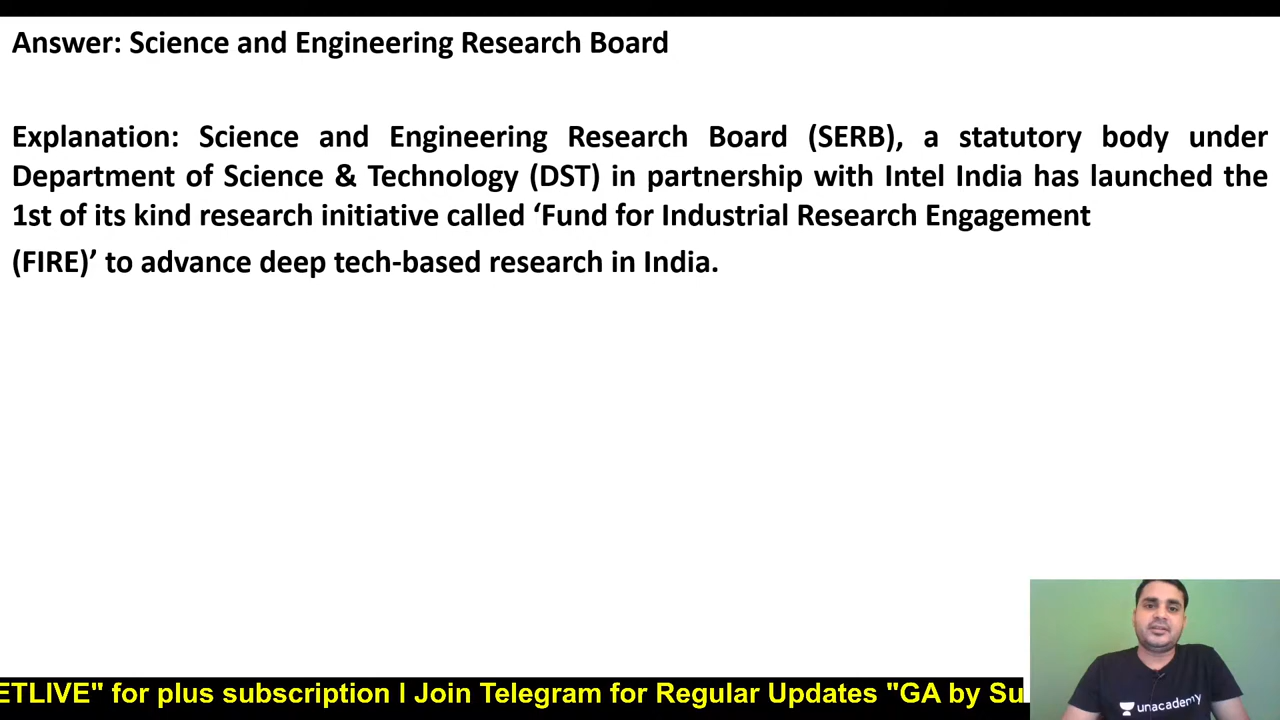 Answer: Science and Engineering Research Board
Explanation: Science and Engineering Research Board (SERB), a statutory body under
Department of Science & Technology (DST) in partnership with Intel India has launched the
1st of its kind research initiative called ‘Fund for Industrial Research Engagement
(FIRE)’ to advance deep tech-based research in India.
ETLIVE" for plus subscription I Join Telegram for Regular Updates "GA by Su
unacademy